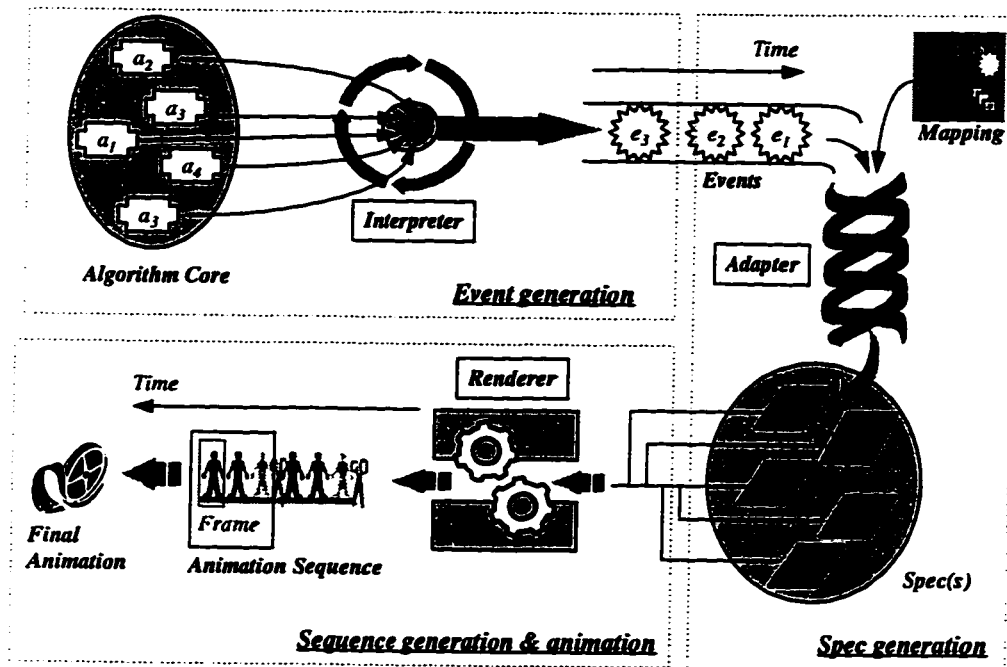 a2
a3
a1
a4
a3
Algorithm Core
Interpreter
Event generation
Time
e3
e2
e1
Events
Mapping
Adapter
Spec(s)
Spec generation
Renderer
Time
Frame
Animation Sequence
Final
Animation
Sequence generation & animation